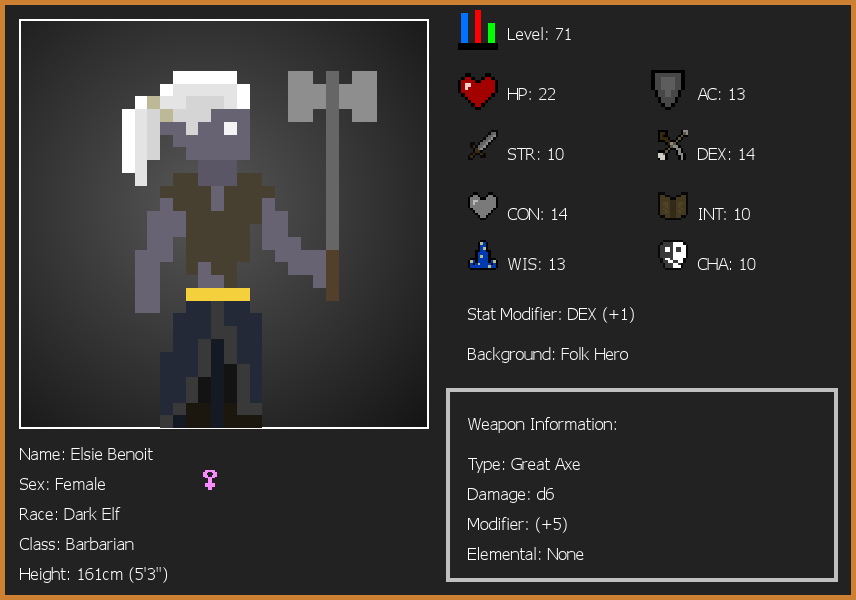 Level: 71
HP: 22
AC: 13
STR: 10
DEX: 14
CON: 14
INT: 10
WIS: 13
CHA: 10
Stat Modifier: DEX (+1)
Background: Folk Hero
Weapon Information:
Type: Great Axe
Damage: d6
Modifier: (+5)
Elemental: None
Name: Elsie Benoit
Sex: Female
Race: Dark Elf
Class: Barbarian
Height: 161cm (5'3")